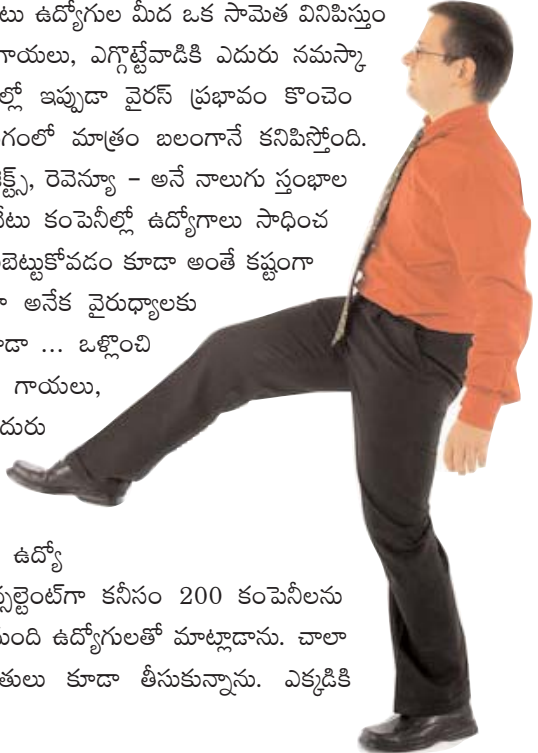 టు ఉద్యోగుల మీద ఒక సామెత వినిపిస్తుం
గాయలు, ఎగ్గొట్టేవాడికి ఎదురు నమస్కా
ల్లో ఇప్పుడా వైరస్ ప్రభావం కొంచెం
గంలో మాత్రం బలంగానే కనిపిస్తోంది.
క్ట్స్, రెవెన్యూ – అనే నాలుగు స్తంభాల
వేటు కంపెనీల్లో ఉద్యోగాలు సాధించ
బెట్టుకోవడం కూడా అంతే కష్టంగా
ా అనేక వైరుధ్యాలకు
డా ... ఒళ్లొంచి
గాయలు,
దురు
ఉద్యో
న్సల్టెంట్‌గా కనీసం 200 కంపెనీలను
మంది ఉద్యోగులతో మాట్లాడాను. చాలా
తులు కూడా తీసుకున్నాను. ఎక్కడికి